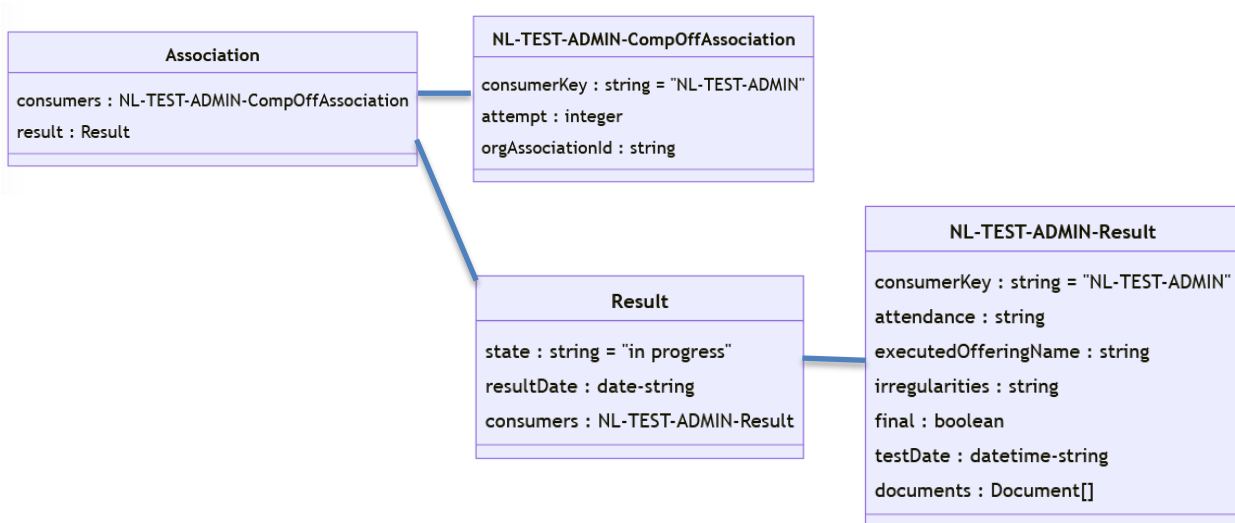 Association
consumers : NL-TEST-ADMIN-CompOffAssociation
result : Result
NL-TEST-ADMIN-CompOffAssociation
consumerKey : string = "NL-TEST-ADMIN"
attempt : integer
orgAssociationId : string
Result
state : string = "in progress"
resultDate : date-string
consumers : NL-TEST-ADMIN-Result
NL-TEST-ADMIN-Result
consumerKey : string = "NL-TEST-ADMIN"
attendance : string
executedOfferingName : string
irregularities : string
final : boolean
testDate : datetime-string
documents : Document[]